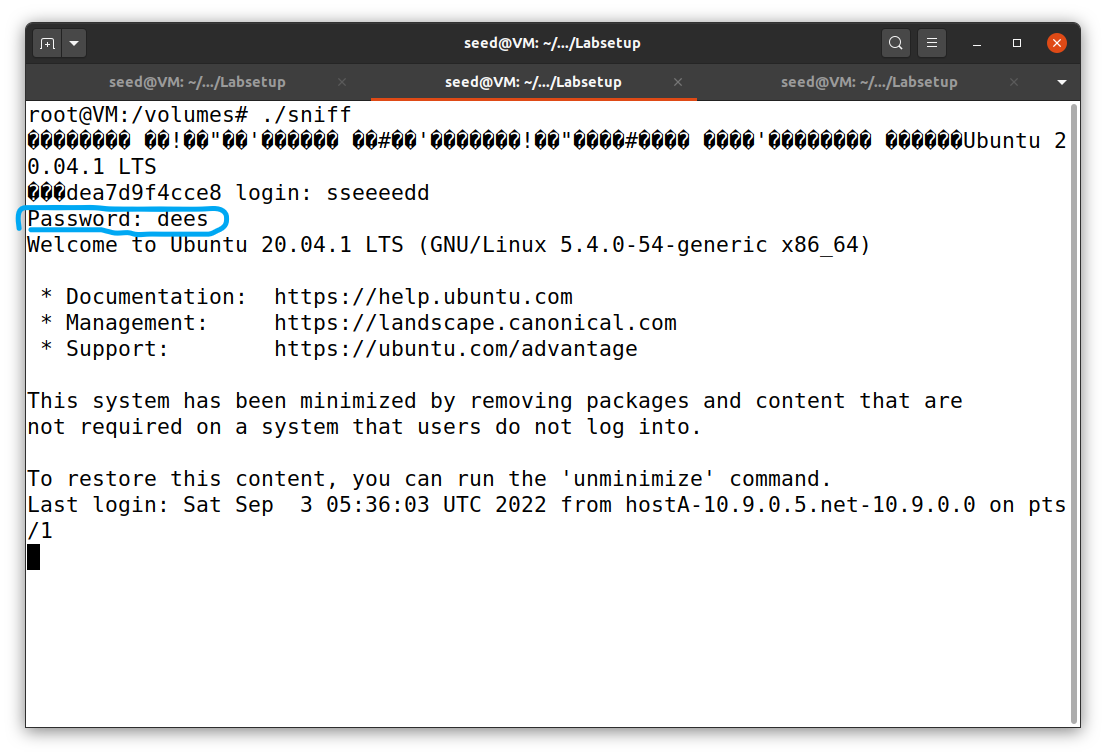 seed@VM: ~/.../Labsetup
seed@VM: ~/.../Labsetup
seed@VM: ~/.../Labsetup
seed@VM: ~/.../Labsetup
root@VM:/volumes# ./sniff
�������� ��!��"��'������ ��#��'�������!��"����#���� ����'�������� ������Ubuntu 2
0.04.1 LTS
���dea7d9f4cce8 login: sseeeedd
Password: dees
Welcome to Ubuntu 20.04.1 LTS (GNU/Linux 5.4.0-54-generic x86_64)
* Documentation:  https://help.ubuntu.com
* Management:     https://landscape.canonical.com
* Support:        https://ubuntu.com/advantage
This system has been minimized by removing packages and content that are
not required on a system that users do not log into.
To restore this content, you can run the 'unminimize' command.
Last login: Sat Sep  3 05:36:03 UTC 2022 from hostA-10.9.0.5.net-10.9.0.0 on pts
/1